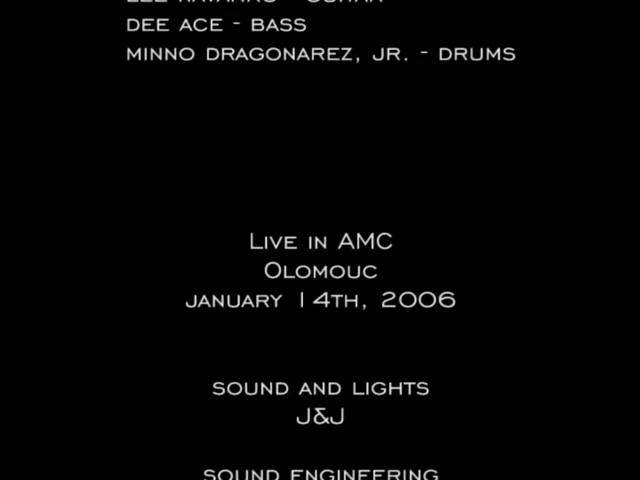 DEE ACE - BASS
MINNO DRAGONAREZ, JR. - DRUMS
LIVE IN AMC
OLOMOUC
JANUARY 14TH, 2006
SOUND AND LIGHTS
J&J
SOUND ENGINEERING